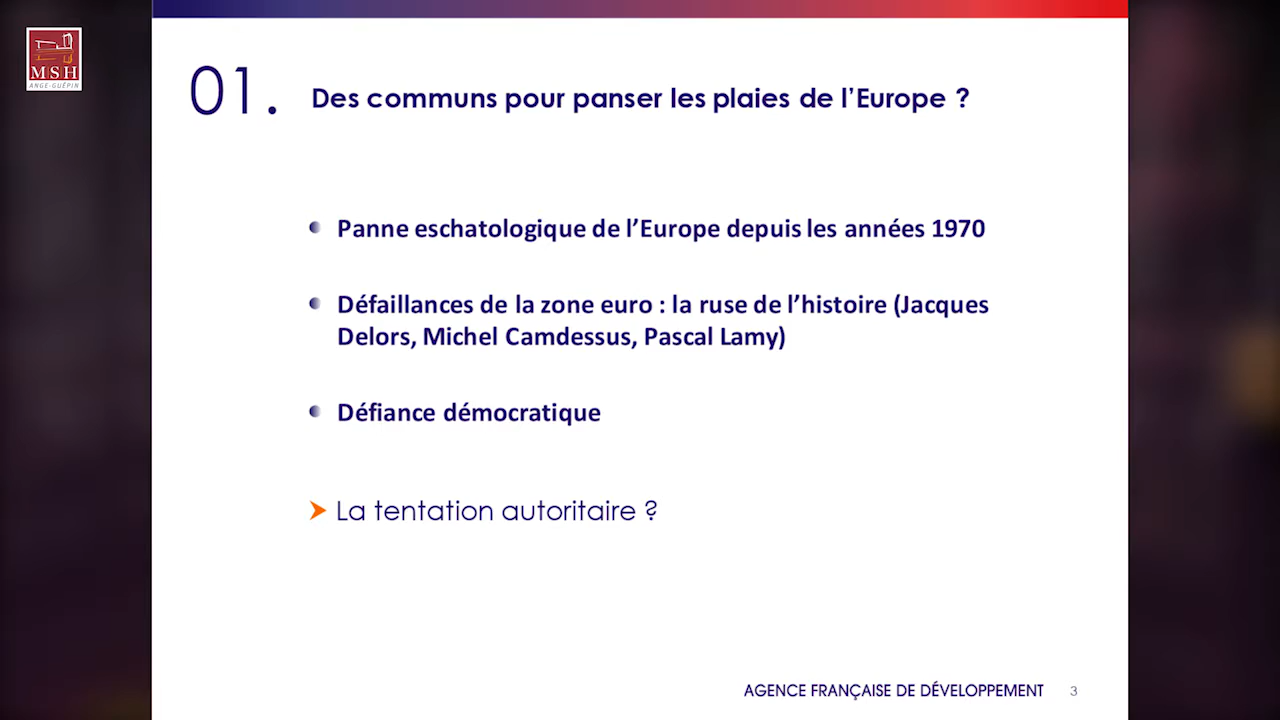 MSH
ANGE-GUÉPIN
01. Des communs pour panser les plaies de l'Europe ?
Panne eschatologique de l'Europe depuis les années 1970
Défaillances de la zone euro : la ruse de l'histoire (Jacques
Delors, Michel Camdessus, Pascal Lamy)
Défiance démocratique
La tentation autoritaire ?
AGENCE FRANÇAISE DE DÉVELOPPEMENT 3